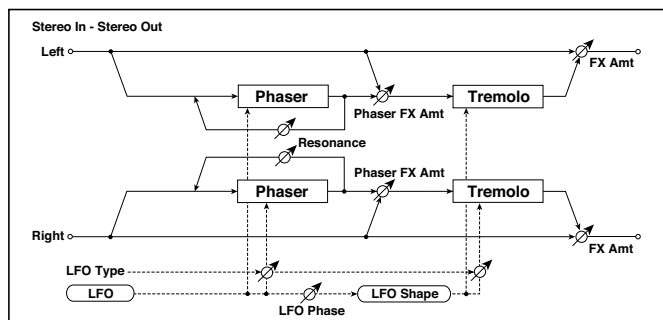 Stereo In - Stereo Out
Left
FX Amt
Phaser
Tremolo
Phaser FX Amt
Resonance
Phaser FX Amt
Phaser
Tremolo
Right
FX Amt
LFO Type
LFO
LFO Shape
LFO Phase